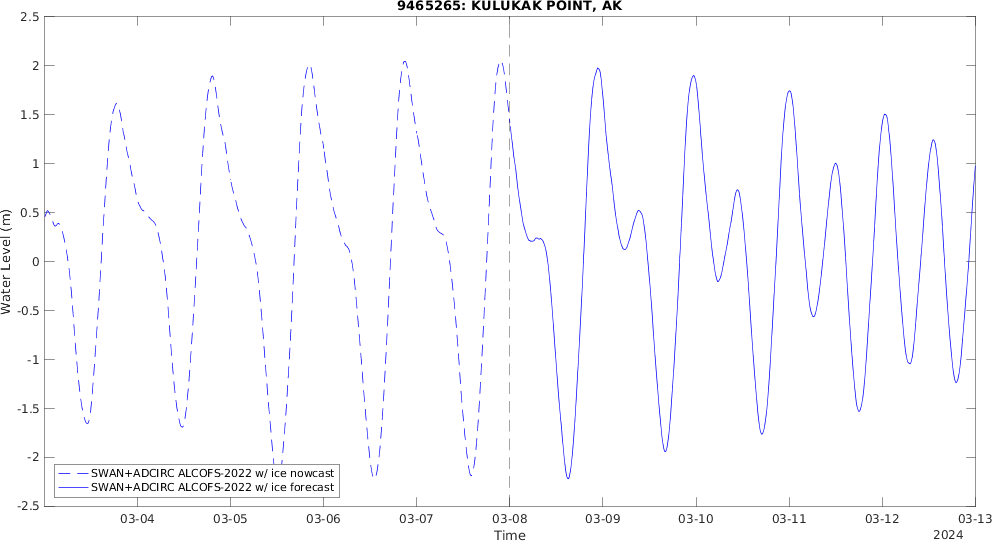 9465265: KULUKAK POINT, AK
2.5
2
1.5
1
0.5
0
-0.5
-1
-1.5
-2
-2.5
Water Level (m)
SWAN+ADCIRC ALCOFS-2022 w/ ice nowcast
SWAN+ADCIRC ALCOFS-2022 w/ ice forecast
03-04 03-05 03-06 03-07 03-08 03-09 03-10 03-11 03-12 03-13
Time
2024